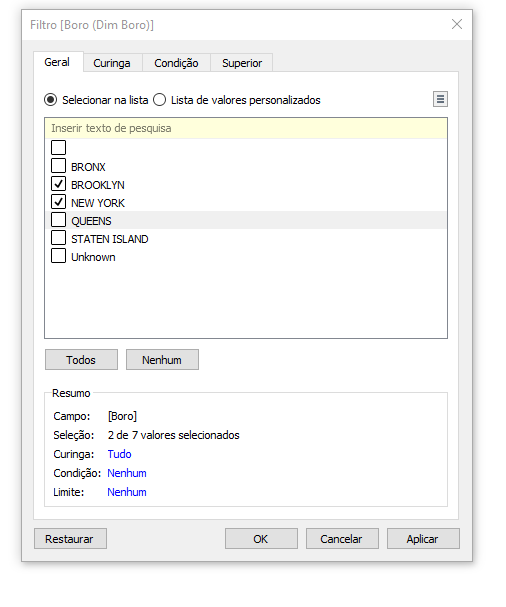 Filtro [Boro (Dim Boro)]
Geral Curinga Condição Superior
Selecionar na lista Lista de valores personalizados
Inserir texto de pesquisa
BRONX
BROOKLYN
NEW YORK
QUEENS
STATEN ISLAND
Unknown
Todos Nenhum
Resumo
Campo: [Boro]
Seleção: 2 de 7 valores selecionados
Curinga: Tudo
Condição: Nenhum
Limite: Nenhum
Restaurar OK Cancelar Aplicar